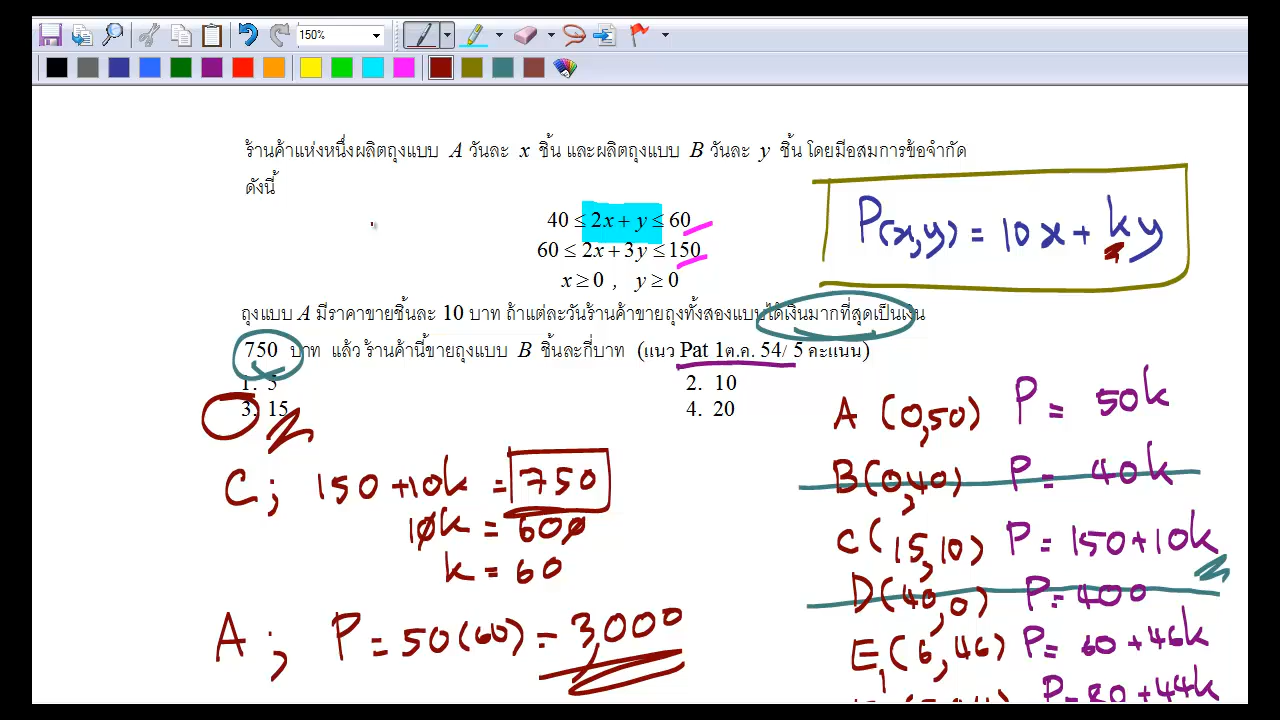 150%
ร้านค้าแห่งหนึ่งผลิตถุงแบบ A วันละ x ชิ้น และผลิตถุงแบบ B วันละ y ชิ้น โดยมีอสมการข้อจำกัด
ดังนี้
40 ≤ 2x + y ≤ 60
60 ≤ 2x + 3y ≤ 150
x ≥ 0 , y ≥ 0
P(x,y) = 10x + ky
ถุงแบบ A มีราคาขายชิ้นละ 10 บาท ถ้าแต่ละวันร้านค้าขายถุงทั้งสองแบบได้เงินมากที่สุดเป็นเงิน
750 บาท แล้ว ร้านค้านี้ขายถุงแบบ B ชิ้นละกี่บาท (แนว Pat 1ต.ค. 54/ 5 คะแนน)
1. 5 2. 10
3. 15 4. 20
C; 150 + 10k = 750
10k = 600
k = 60
A ; P = 50(60) = 3,000
A (0,50) P = 50k
B(0,40) P = 40k
C(15,10) P = 150+10k
D(40,0) P = 400
E(6,46) P = 60 + 46k
P = 80 + 44k